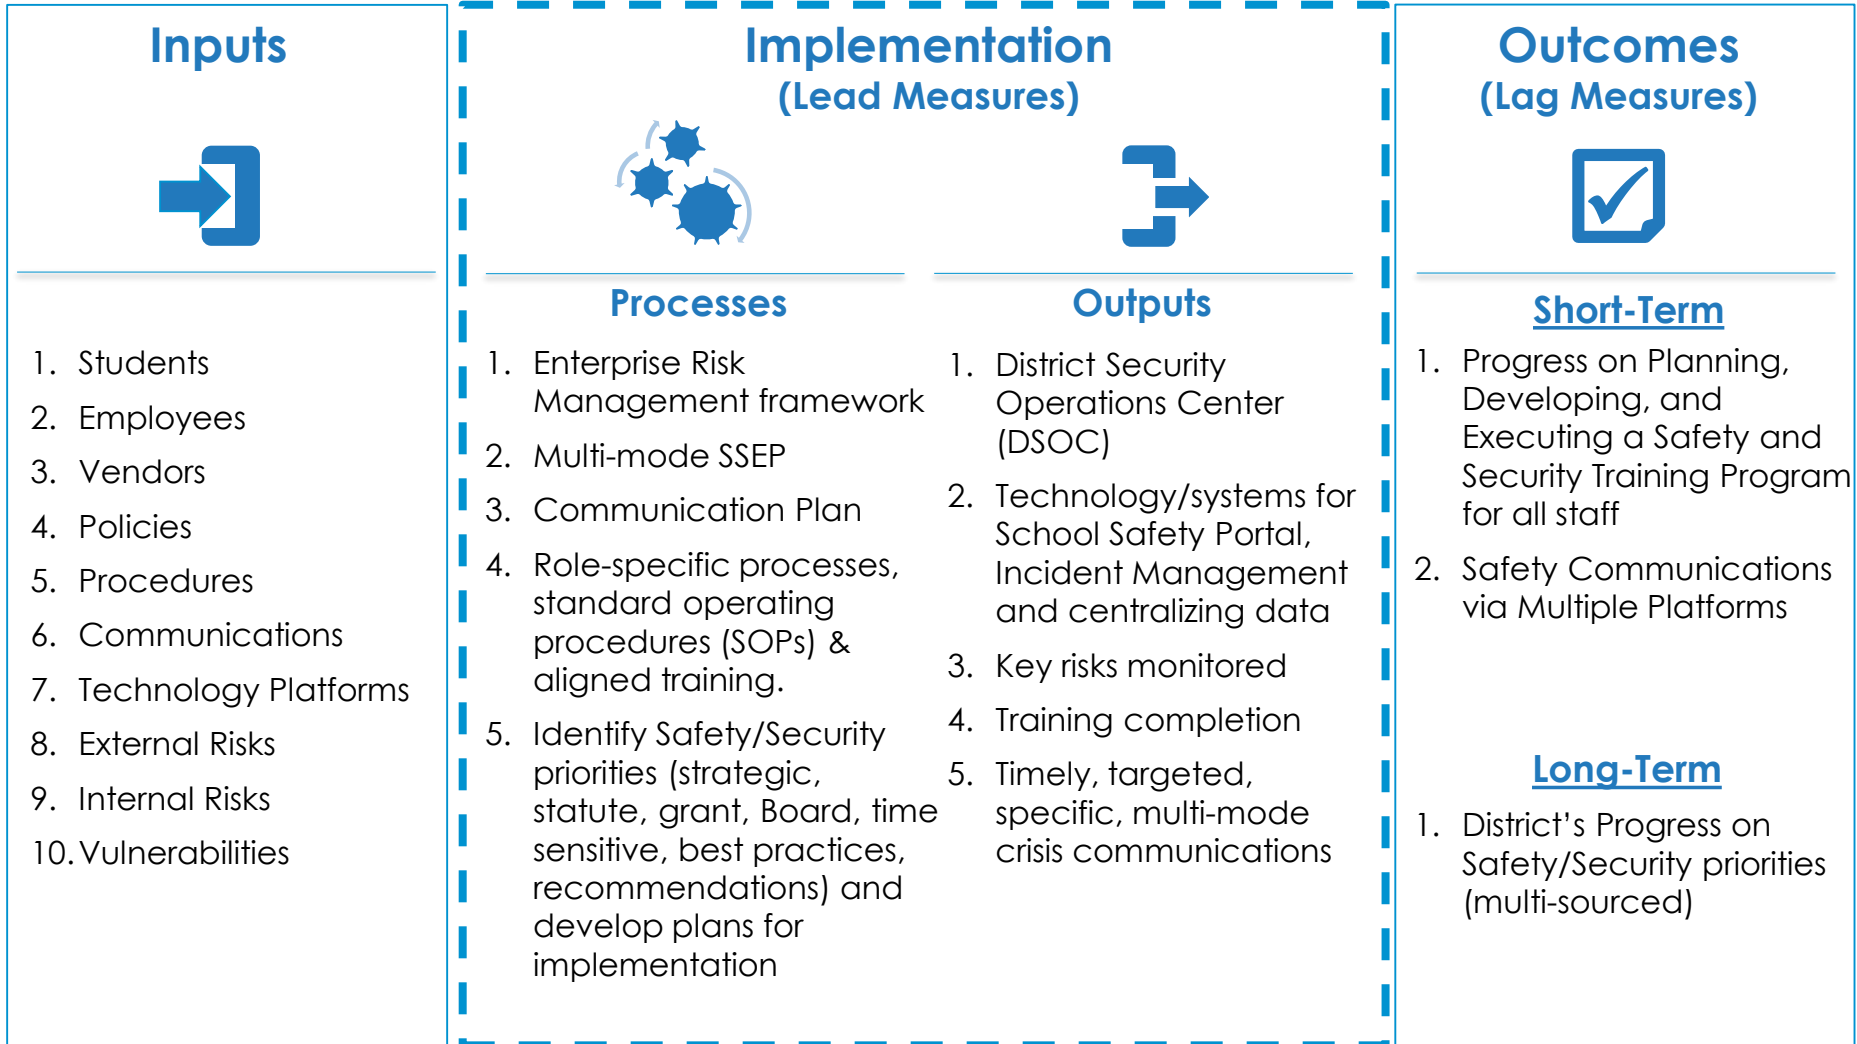 Inputs
1. Students
2. Employees
3. Vendors
4. Policies
5. Procedures
6. Communications
7. Technology Platforms
8. External Risks
9. Internal Risks
10. Vulnerabilities
Implementation
(Lead Measures)
Processes
1. Enterprise Risk
Management framework
2. Multi-mode SSEP
3. Communication Plan
4. Role-specific processes,
standard operating
procedures (SOPs) &
aligned training.
5. Identify Safety/Security
priorities (strategic,
statute, grant, Board, time
sensitive, best practices,
recommendations) and
develop plans for
implementation
Outputs
1. District Security
Operations Center
(DSOC)
2. Technology/systems for
School Safety Portal,
Incident Management
and centralizing data
3. Key risks monitored
4. Training completion
5. Timely, targeted,
specific, multi-mode
crisis communications
Outcomes
(Lag Measures)
Short-Term
1. Progress on Planning,
Developing, and
Executing a Safety and
Security Training Program
for all staff
2. Safety Communications
via Multiple Platforms
Long-Term
1. District’s Progress on
Safety/Security priorities
(multi-sourced)